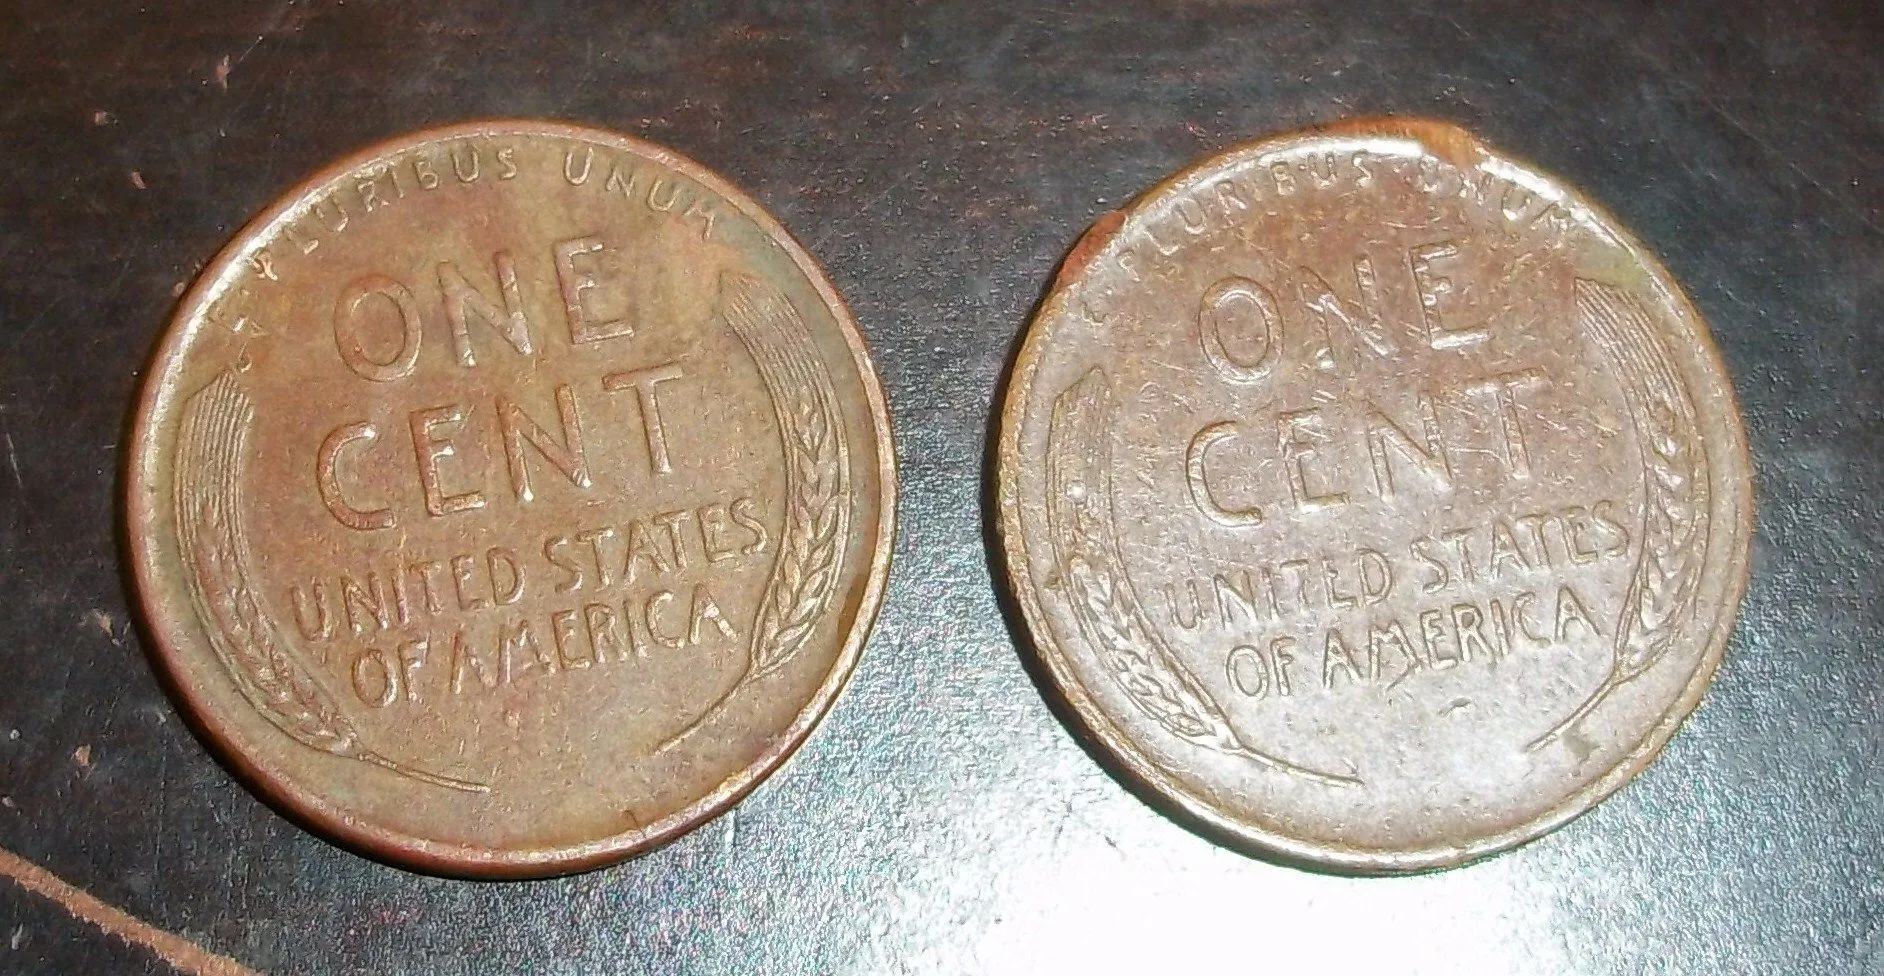 E · PLURIBUS · UNUM
ONE
CENT
UNITED STATES
OF AMERICA
E · PLURIBUS · UNUM
ONE
CENT
UNITED STATES
OF AMERICA